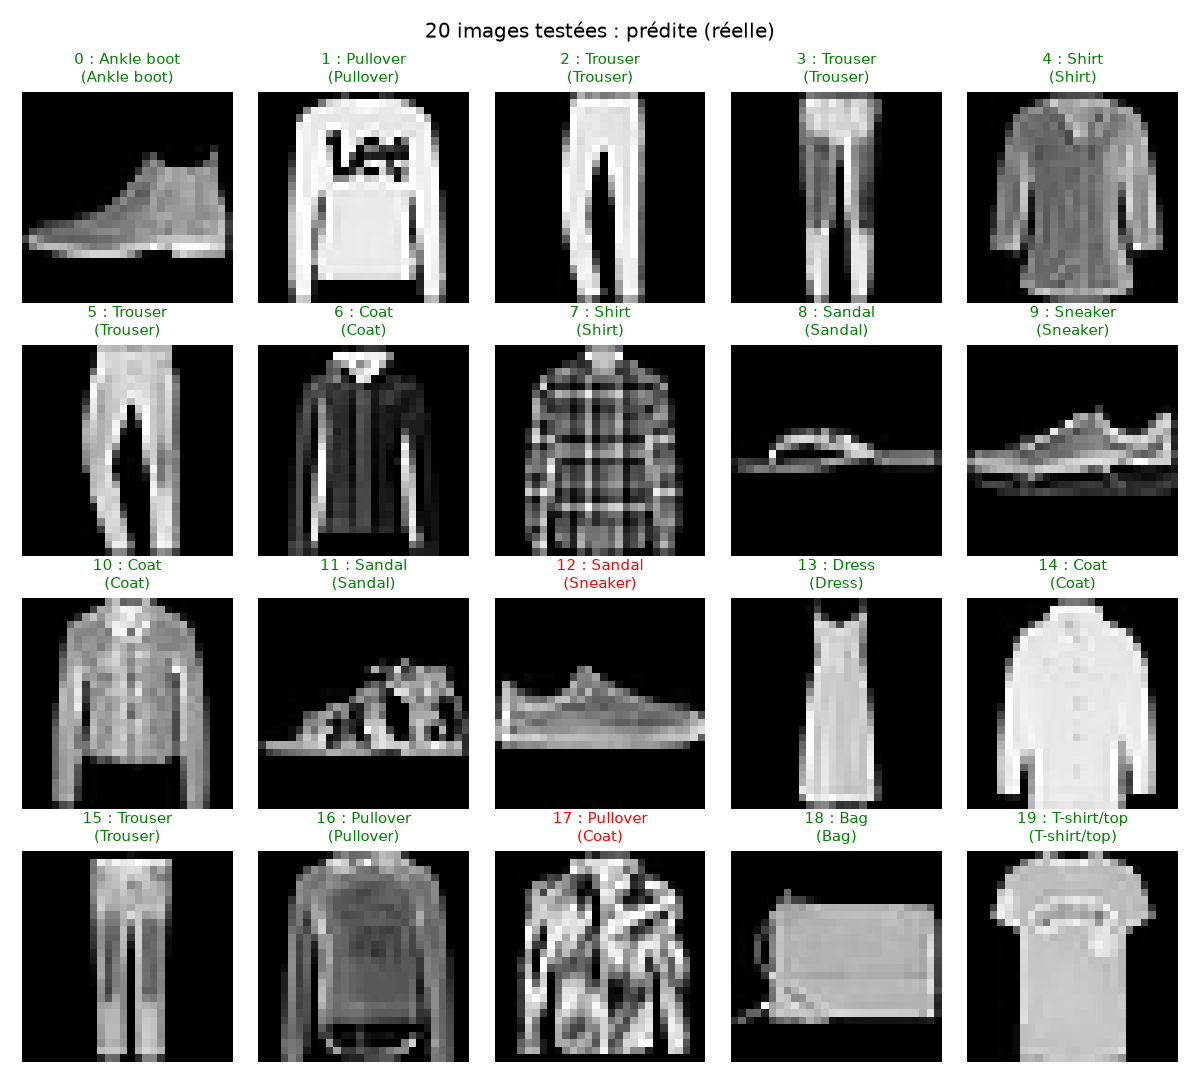 20 images testées : prédite (réelle)
0 : Ankle boot
(Ankle boot)
1 : Pullover
(Pullover)
2 : Trouser
(Trouser)
3 : Trouser
(Trouser)
4 : Shirt
(Shirt)
Lee
5 : Trouser
(Trouser)
6 : Coat
(Coat)
7 : Shirt
(Shirt)
8 : Sandal
(Sandal)
9 : Sneaker
(Sneaker)
10 : Coat
(Coat)
11 : Sandal
(Sandal)
12 : Sandal
(Sneaker)
13 : Dress
(Dress)
14 : Coat
(Coat)
15 : Trouser
(Trouser)
16 : Pullover
(Pullover)
17 : Pullover
(Coat)
18 : Bag
(Bag)
19 : T-shirt/top
(T-shirt/top)